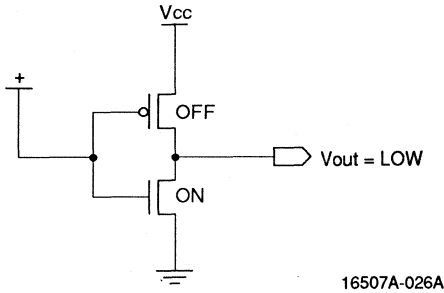 Vcc
+
OFF
Vout = LOW
ON
16507A-026A